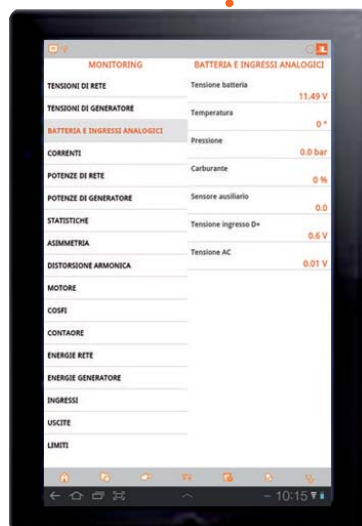 MONITORING
TENSIONI DI RETE
TENSIONI DI GENERATORE
BATTERIA E INGRESSI ANALOGICI
CORRENTI
POTENZE DI RETE
POTENZE DI GENERATORE
STATISTICHE
ASIMMETRIA
DISTORSIONE ARMONICA
MOTORE
COSFI
CONTAORE
ENERGIE RETE
ENERGIE GENERATORE
INGRESSI
USCITE
LIMITI
BATTERIA E INGRESSI ANALOGICI
Tensione batteria
11.49 V
Temperatura
0 °
Pressione
0.0 bar
Carburante
0 %
Sensore ausiliario
0.0
Tensione ingresso D+
0.6 V
Tensione AC
0.01 V
10:15